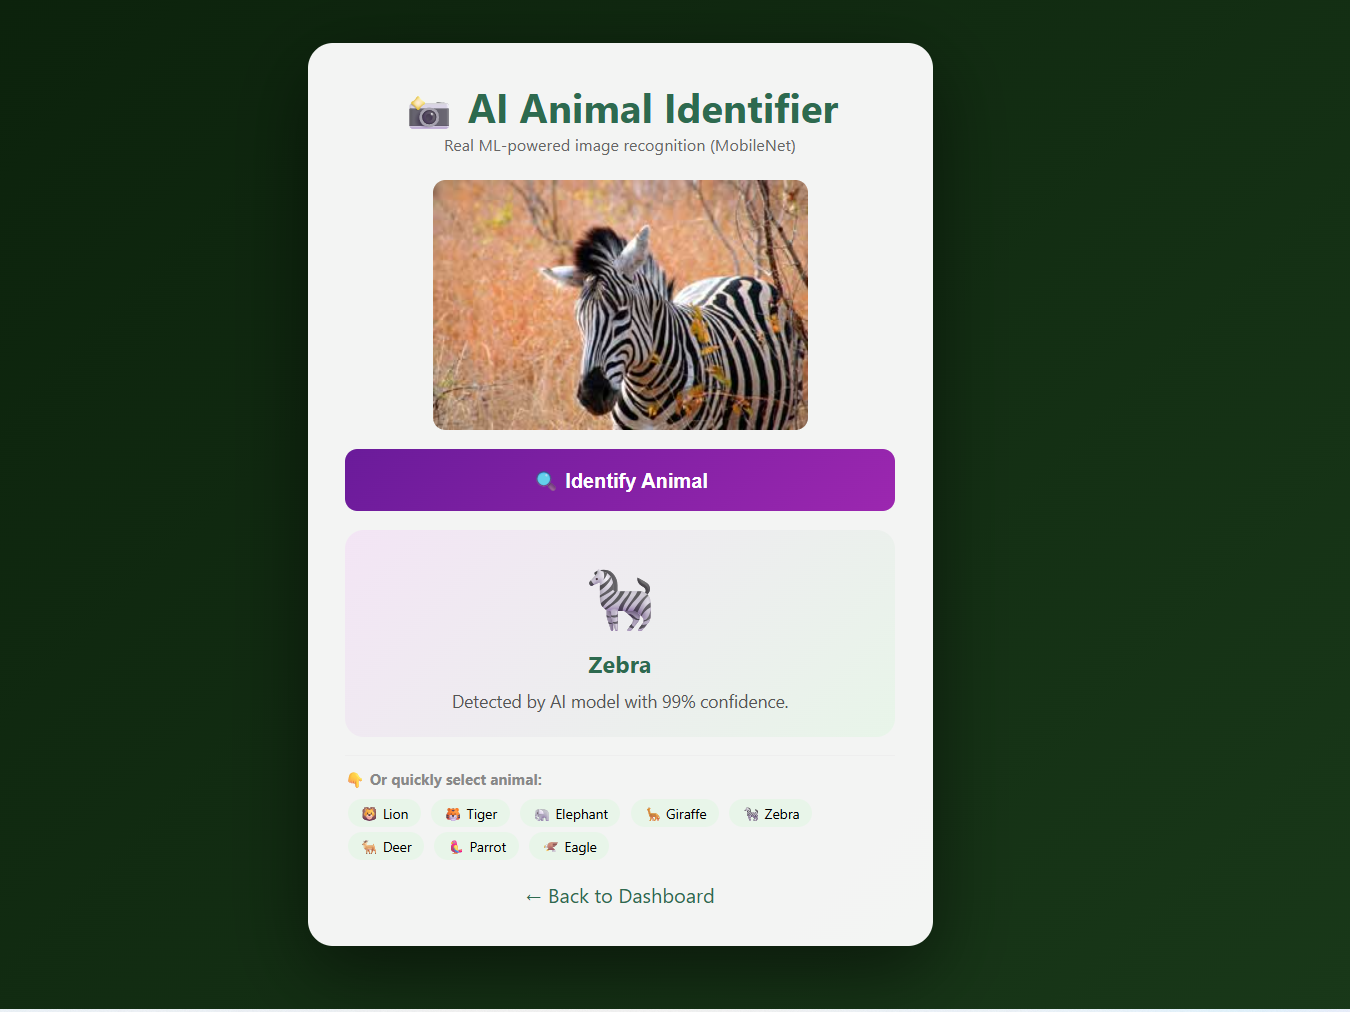 AI Animal Identifier
Real ML-powered image recognition (MobileNet)
Identify Animal
Zebra
Detected by AI model with 99% confidence.
Or quickly select animal:
Lion Tiger Elephant Giraffe Zebra
Deer Parrot Eagle
← Back to Dashboard